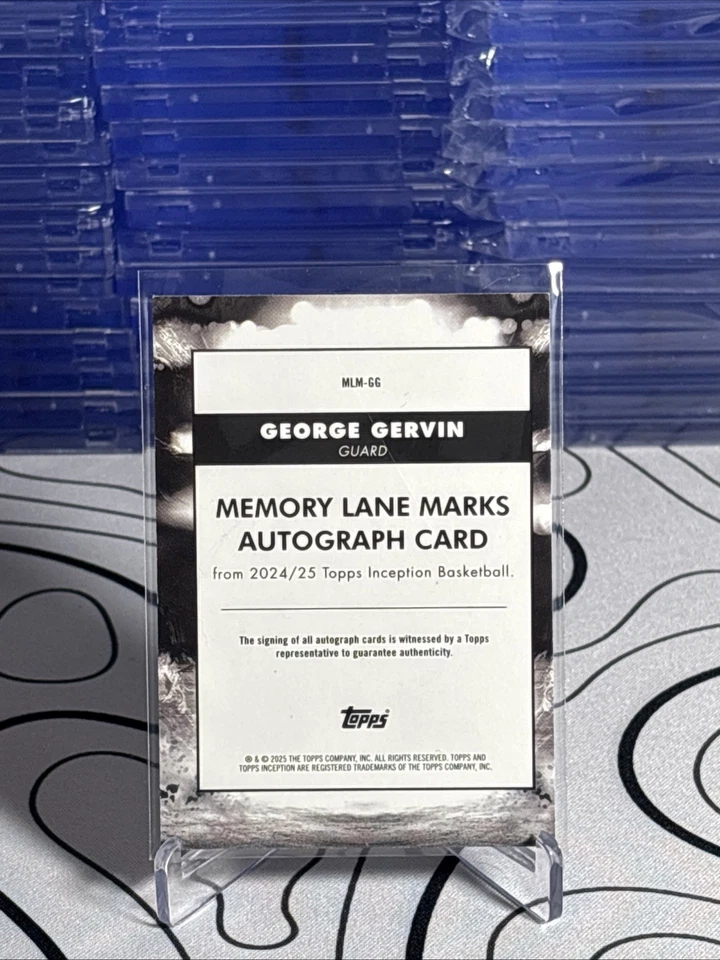 MLM-GG
GEORGE GERVIN
GUARD
MEMORY LANE MARKS
AUTOGRAPH CARD
from 2024/25 Topps Inception Basketball.
The signing of all autograph cards is witnessed by a Topps
representative to guarantee authenticity.
topps
® & © 2025 THE TOPPS COMPANY, INC. ALL RIGHTS RESERVED. TOPPS AND
TOPPS INCEPTION ARE REGISTERED TRADEMARKS OF THE TOPPS COMPANY, INC.